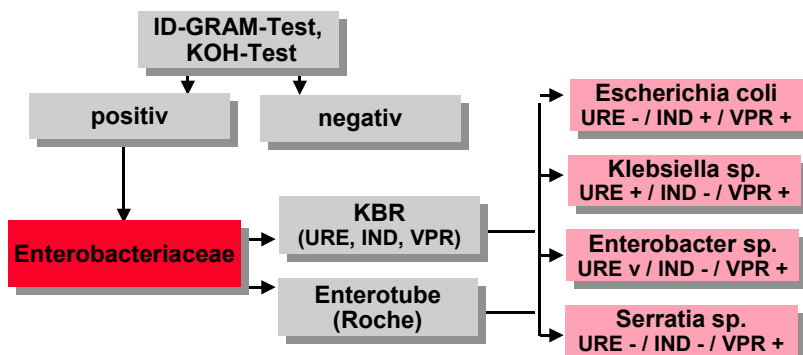 ID-GRAM-Test,
KOH-Test
positiv
negativ
Enterobacteriaceae
KBR
(URE, IND, VPR)
Enterotube
(Roche)
Escherichia coli
URE - / IND + / VPR +
Klebsiella sp.
URE + / IND - / VPR +
Enterobacter sp.
URE v / IND - / VPR +
Serratia sp.
URE - / IND - / VPR +